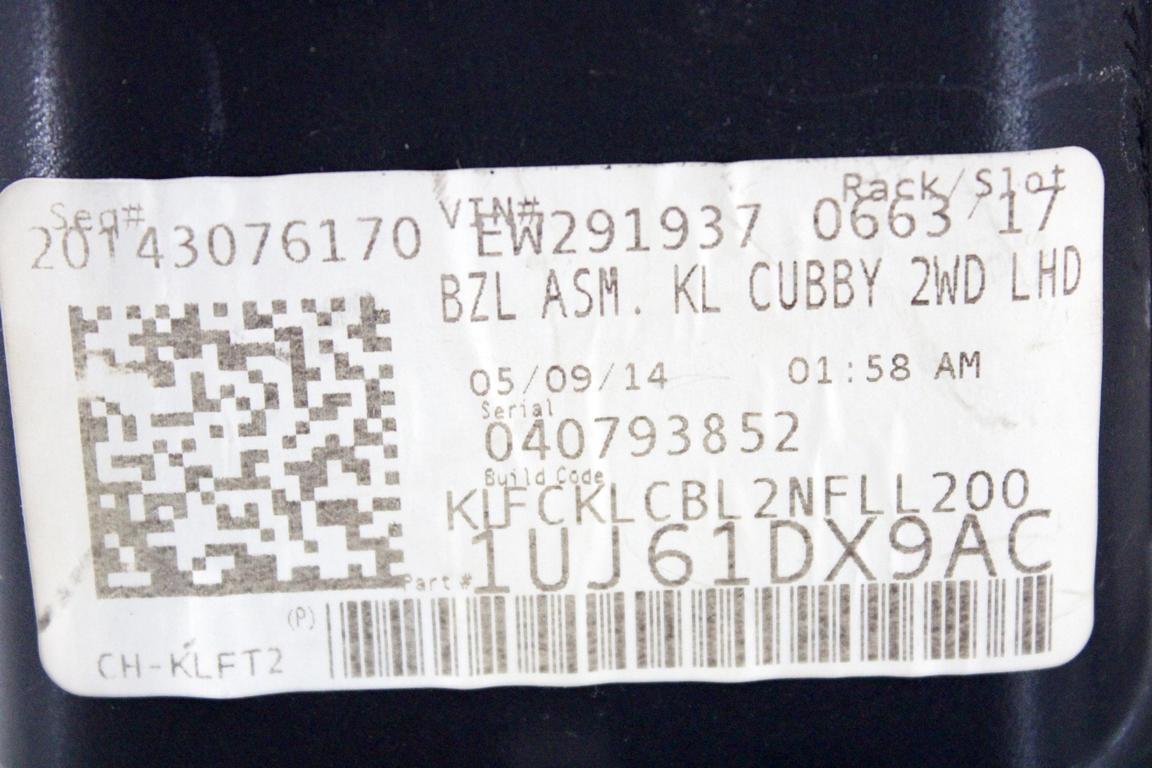 Seq# VIN# Rack/Slot
20143076170 EW291937 0663 17
BZL ASM. KL CUBBY 2WD LHD
05/09/14 01:58 AM
Serial
040793852
Build Code
KLFCKLCBL2NFLL200
Part # 1UJ61DX9AC
(P)
CH-KLFT2